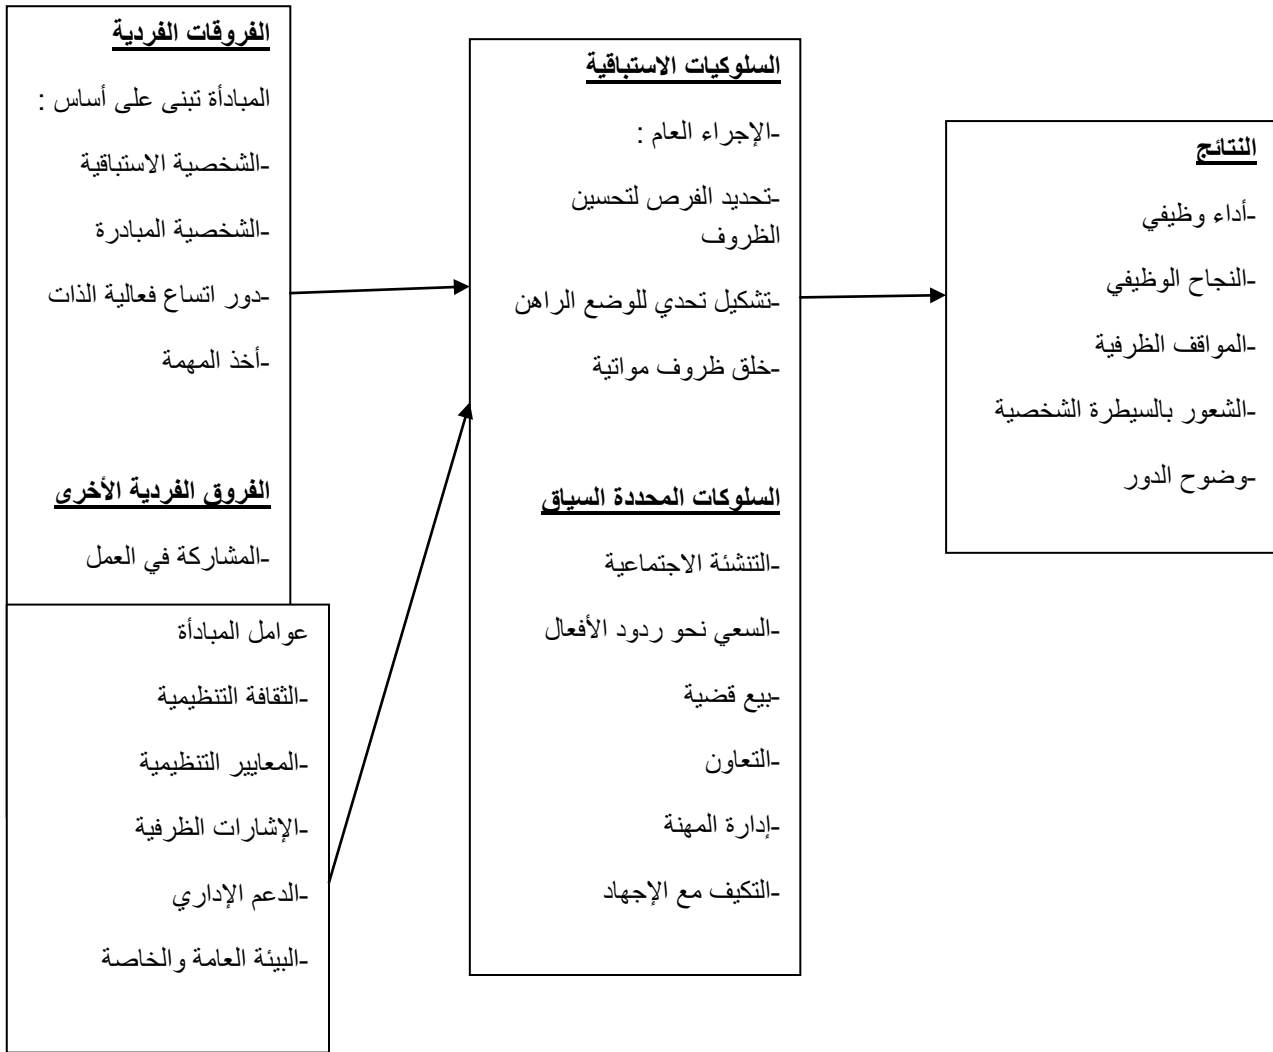 الفروقات الفردية
المبادأة تبنى على أساس :
-الشخصية الاستباقية
-الشخصية المبادرة
-دور اتساع فعالية الذات
-أخذ المهمة
الفروق الفردية الأخرى
-المشاركة في العمل
عوامل المبادأة
-الثقافة التنظيمية
-المعايير التنظيمية
-الإشارات الظرفية
-الدعم الإداري
-البيئة العامة والخاصة
السلوكيات الاستباقية
-الإجراء العام :
-تحديد الفرص لتحسين
الظروف
-تشكيل تحدي للوضع الراهن
-خلق ظروف مواتية
السلوكات المحددة السياق
-التنشئة الاجتماعية
-السعي نحو ردود الأفعال
-بيع قضية
-التعاون
-إدارة المهنة
-التكيف مع الإجهاد
النتائج
-أداء وظيفي
-النجاح الوظيفي
-المواقف الظرفية
-الشعور بالسيطرة الشخصية
-وضوح الدور